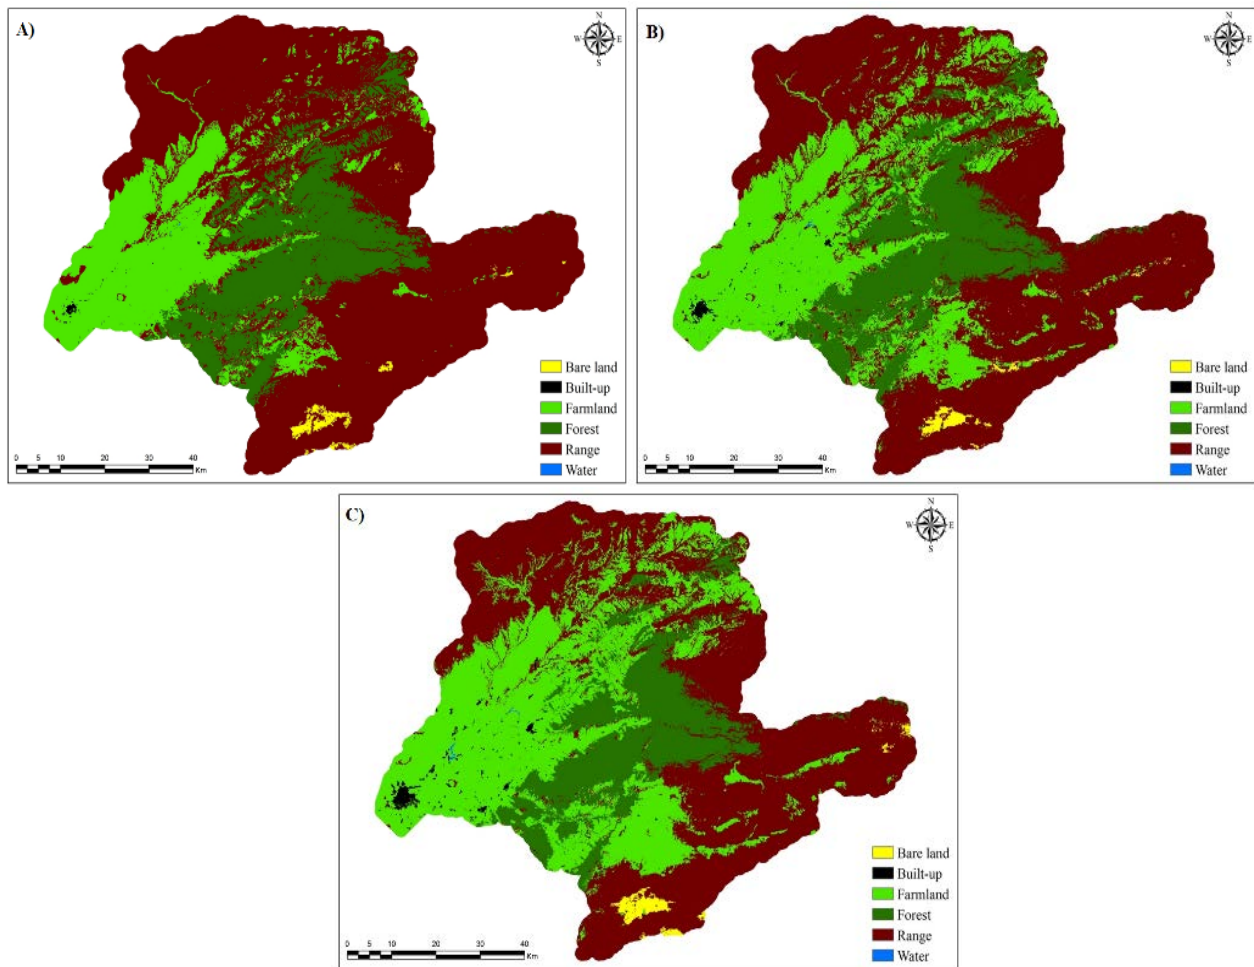 A)
N
W E
S
Bare land
Built-up
Farmland
Forest
Range
Water
0 5 10 20 30 40
Km
B)
N
W E
S
Bare land
Built-up
Farmland
Forest
Range
Water
0 5 10 20 30 40
Km
C)
N
W E
S
Bare land
Built-up
Farmland
Forest
Range
Water
0 5 10 20 30 40
Km